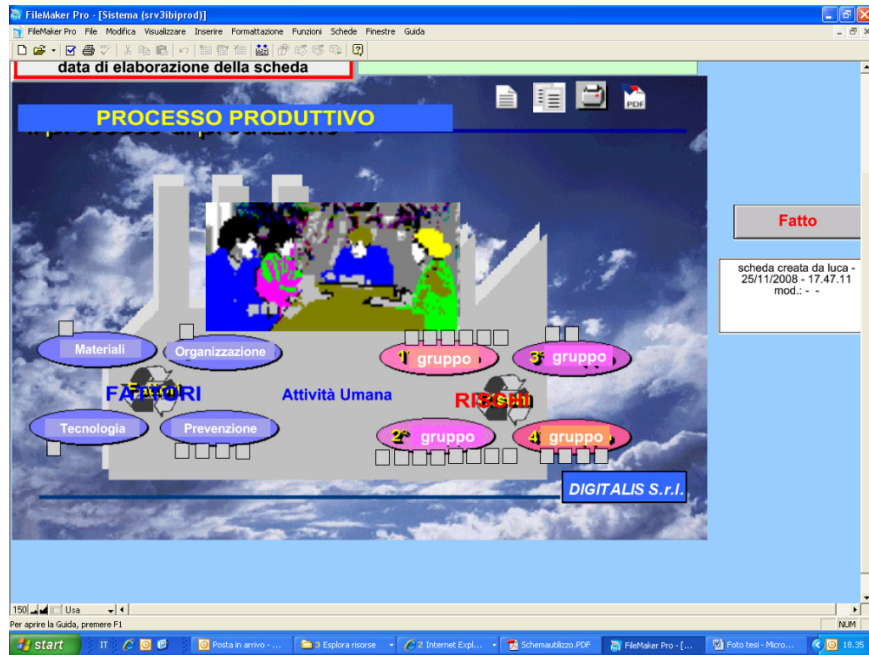 FileMaker Pro - [Sistema (srv3ibiprod)]
FileMaker Pro File Modifica Visualizzare Inserire Formattazione Funzioni Schede Finestre Guida
data di elaborazione della scheda
PDF
PROCESSO PRODUTTIVO
Fatto
scheda creata da luca -
25/11/2008 - 17.47.11
mod.: - -
Materiali
Organizzazione
1° gruppo
3° gruppo
FATTORI
Attività Umana
RISCHI
Tecnologia
Prevenzione
2° gruppo
4° gruppo
DIGITALIS S.r.l.
150 Usa
Per aprire la Guida, premere F1
NUM
start
IT
Posta in arrivo - ...
3 Esplora risorse
2 Internet Expl...
Schemautilizzo.PDF
FileMaker Pro - [...
Foto tesi - Micro...
18.35